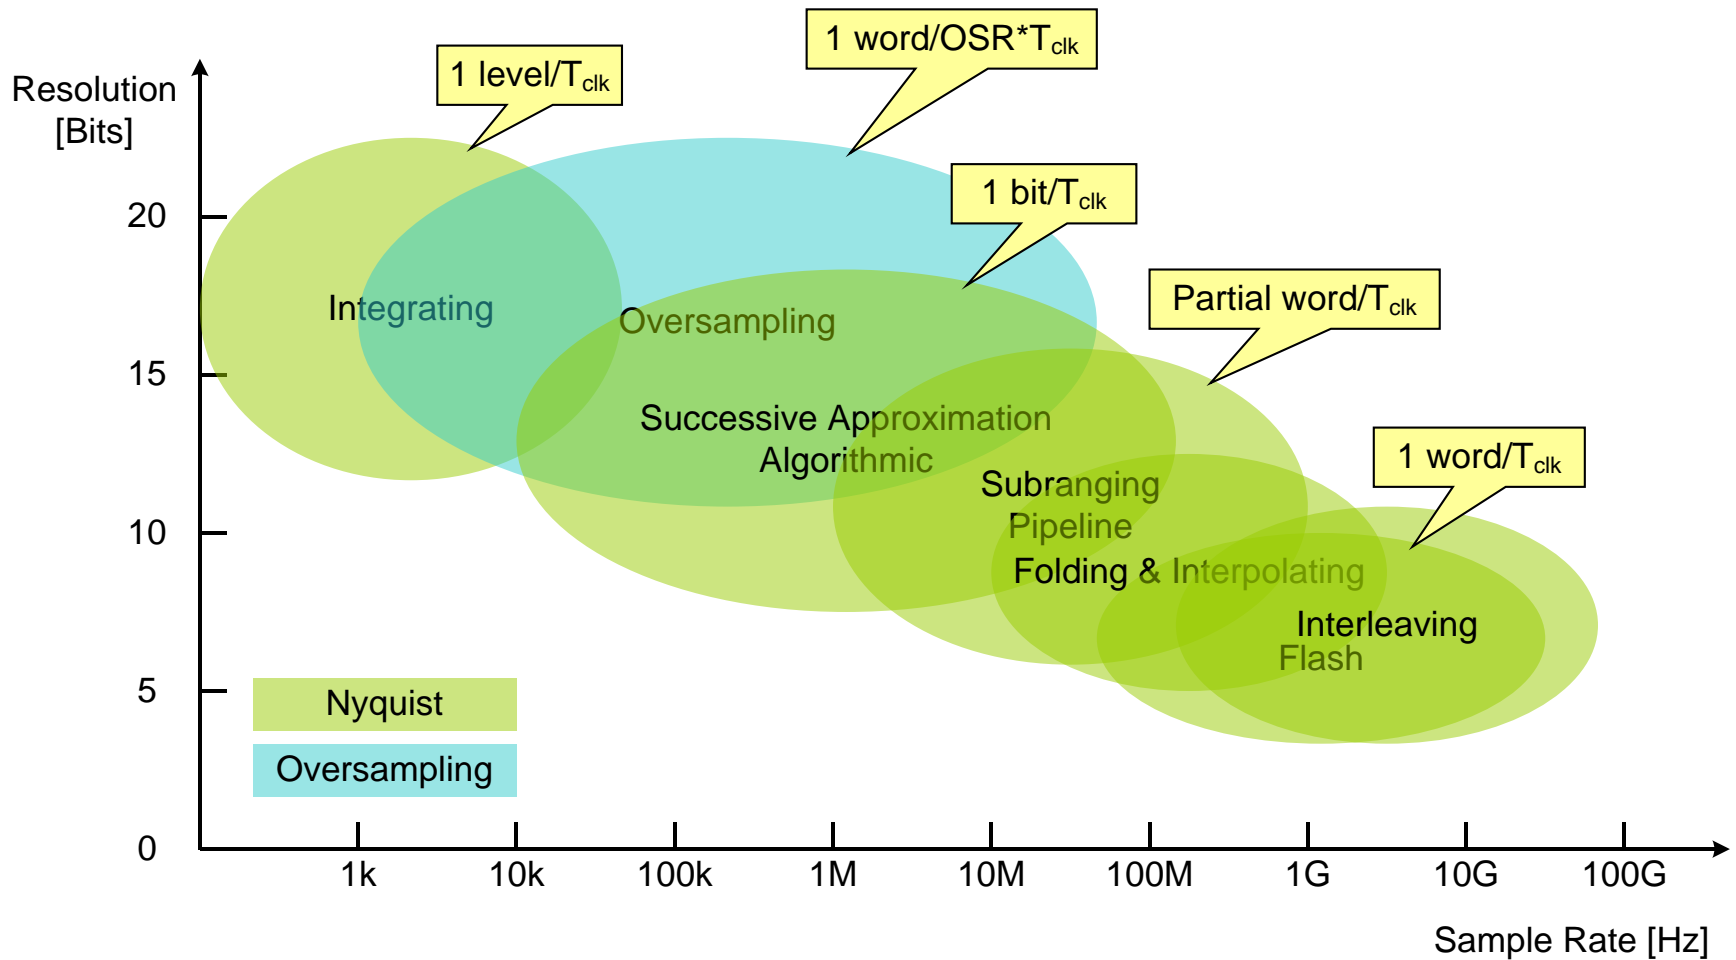 1 word/OSR*Tclk
1 level/Tclk
Resolution
[Bits]
1 bit/Tclk
20
Partial word/Tclk
Integrating
Oversampling
15
Successive Approximation
Algorithmic
1 word/Tclk
Subranging
Pipeline
10
Folding & Interpolating
Interleaving
Flash
5
Nyquist
Oversampling
0
1k 10k 100k 1M 10M 100M 1G 10G 100G
Sample Rate [Hz]